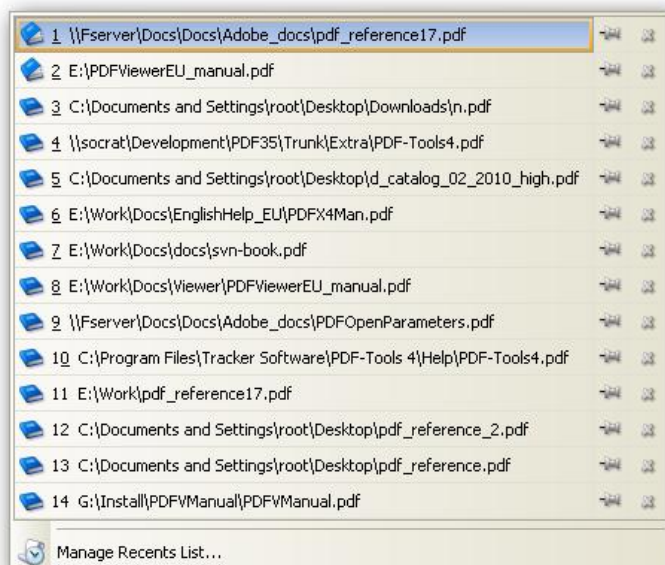 1 \\Fserver\Docs\Docs\Adobe_docs\pdf_reference17.pdf
2 E:\PDFViewerEU_manual.pdf
3 C:\Documents and Settings\root\Desktop\Downloads\n.pdf
4 \\socrat\Development\PDF35\Trunk\Extra\PDF-Tools4.pdf
5 C:\Documents and Settings\root\Desktop\d_catalog_02_2010_high.pdf
6 E:\Work\Docs\EnglishHelp_EU\PDFX4Man.pdf
7 E:\Work\Docs\docs\svn-book.pdf
8 E:\Work\Docs\Viewer\PDFViewerEU_manual.pdf
9 \\Fserver\Docs\Docs\Adobe_docs\PDFOpenParameters.pdf
10 C:\Program Files\Tracker Software\PDF-Tools 4\Help\PDF-Tools4.pdf
11 E:\Work\pdf_reference17.pdf
12 C:\Documents and Settings\root\Desktop\pdf_reference_2.pdf
13 C:\Documents and Settings\root\Desktop\pdf_reference.pdf
14 G:\Install\PDFVManual\PDFVManual.pdf
Manage Recents List...